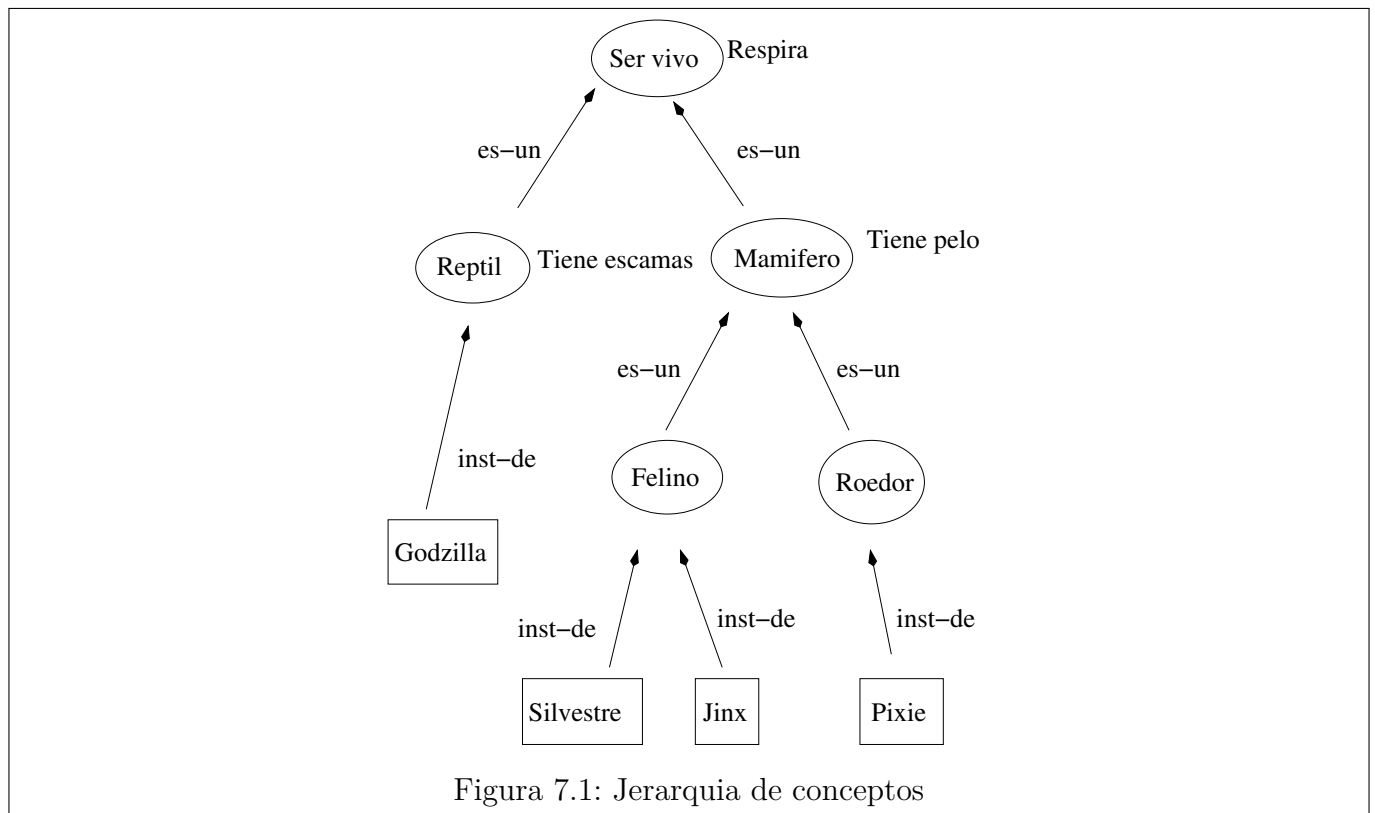 Ser vivo
Respira
es−un
es−un
Reptil
Tiene escamas
Mamifero
Tiene pelo
es−un
es−un
inst−de
Felino
Roedor
Godzilla
inst−de
inst−de
inst−de
Silvestre
Jinx
Pixie
Figura 7.1: Jerarquia de conceptos